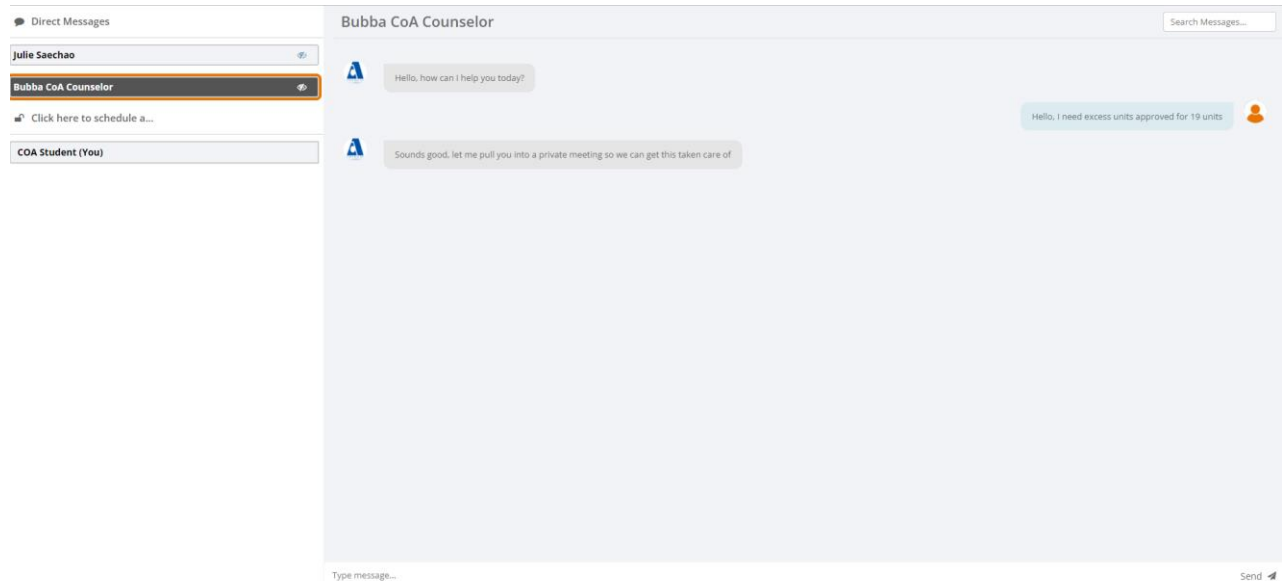 Direct Messages
Julie Saechao
Bubba CoA Counselor
Click here to schedule a...
COA Student (You)
Bubba CoA Counselor
Search Messages...
Hello, how can I help you today?
Hello, I need excess units approved for 19 units
Sounds good, let me pull you into a private meeting so we can get this taken care of
Type message...
Send